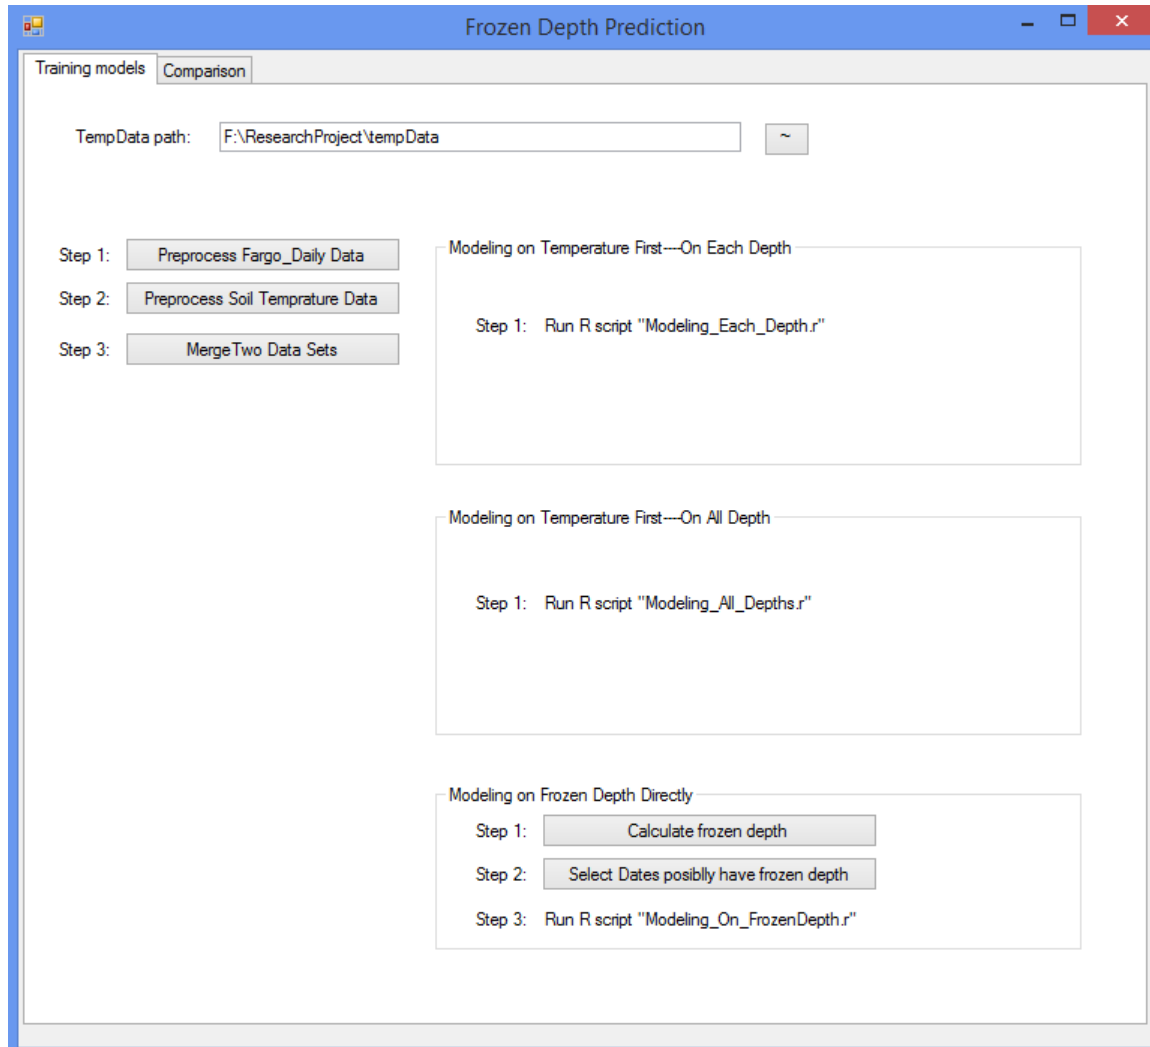 Frozen Depth Prediction
Training models
Comparison
TempData path:
F:\ResearchProject\tempData
~
Step 1:
Preprocess Fargo_Daily Data
Step 2:
Preprocess Soil Temprature Data
Step 3:
MergeTwo Data Sets
Modeling on Temperature First----On Each Depth
Step 1: Run R script "Modeling_Each_Depth.r"
Modeling on Temperature First----On All Depth
Step 1: Run R script "Modeling_All_Depths.r"
Modeling on Frozen Depth Directly
Step 1:
Calculate frozen depth
Step 2:
Select Dates posiblly have frozen depth
Step 3: Run R script "Modeling_On_FrozenDepth.r"